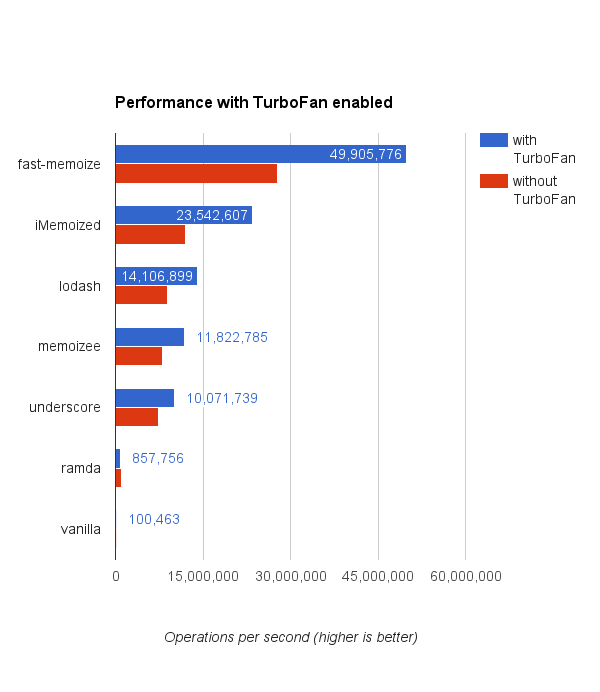 Performance with TurboFan enabled
with
TurboFan
without
TurboFan
fast-memoize
49,905,776
iMemoized
23,542,607
lodash
14,106,899
memoizee
11,822,785
underscore
10,071,739
ramda
857,756
vanilla
100,463
0 15,000,000 30,000,000 45,000,000 60,000,000
Operations per second (higher is better)